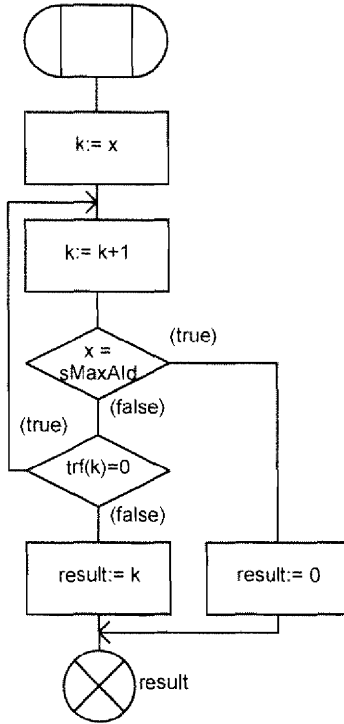 k:= x
k:= k+1
(true)
x =
sMaxAld
(false)
(true)
trf(k)=0
(false)
result:= k
result:= 0
result